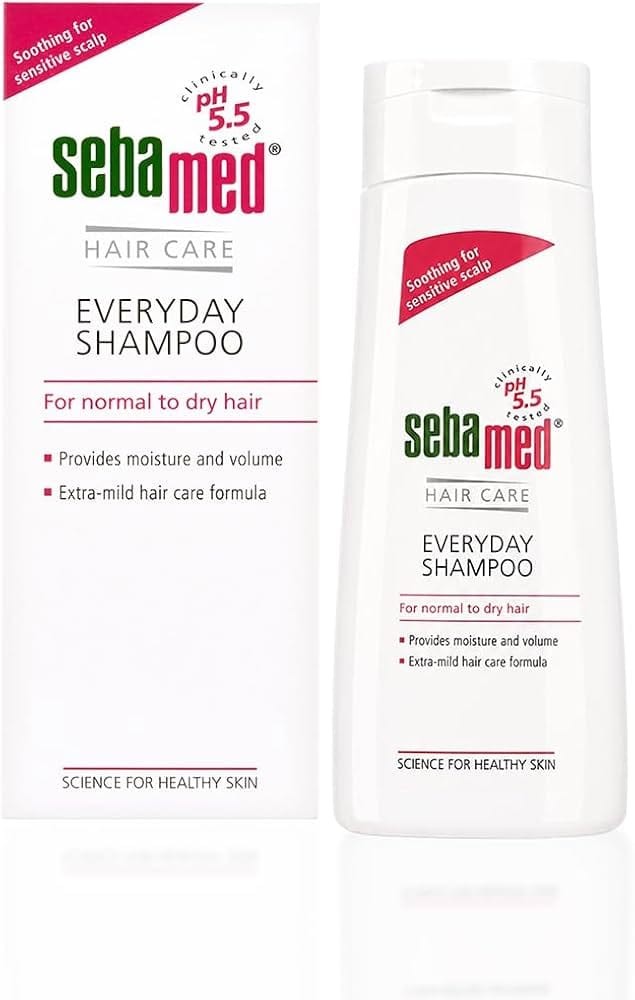 Soothing for
sensitive scalp
clinically
pH
5.5
tested
sebamed®
HAIR CARE
EVERYDAY
SHAMPOO
For normal to dry hair
▪ Provides moisture and volume
▪ Extra-mild hair care formula
SCIENCE FOR HEALTHY SKIN
Soothing for
sensitive scalp
clinically
pH
5.5
tested
sebamed®
HAIR CARE
EVERYDAY
SHAMPOO
For normal to dry hair
▪ Provides moisture and volume
▪ Extra-mild hair care formula
SCIENCE FOR HEALTHY SKIN